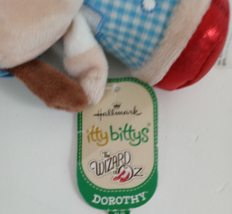 Hallmark
itty bittys®
The
WIZARD
of OZ
DOROTHY